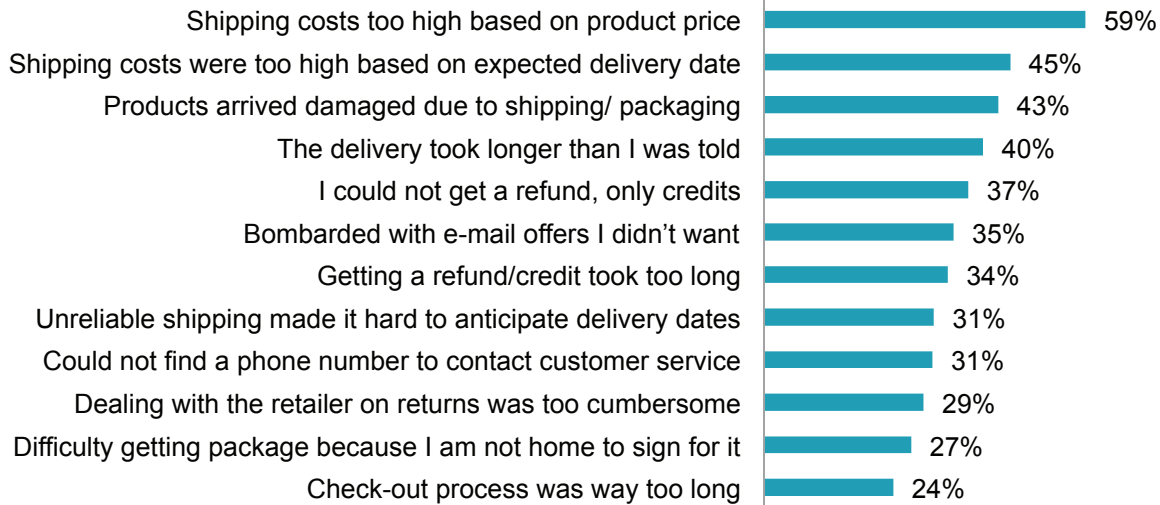 Shipping costs too high based on product price 59%
Shipping costs were too high based on expected delivery date 45%
Products arrived damaged due to shipping/ packaging 43%
The delivery took longer than I was told 40%
I could not get a refund, only credits 37%
Bombarded with e-mail offers I didn’t want 35%
Getting a refund/credit took too long 34%
Unreliable shipping made it hard to anticipate delivery dates 31%
Could not find a phone number to contact customer service 31%
Dealing with the retailer on returns was too cumbersome 29%
Difficulty getting package because I am not home to sign for it 27%
Check-out process was way too long 24%